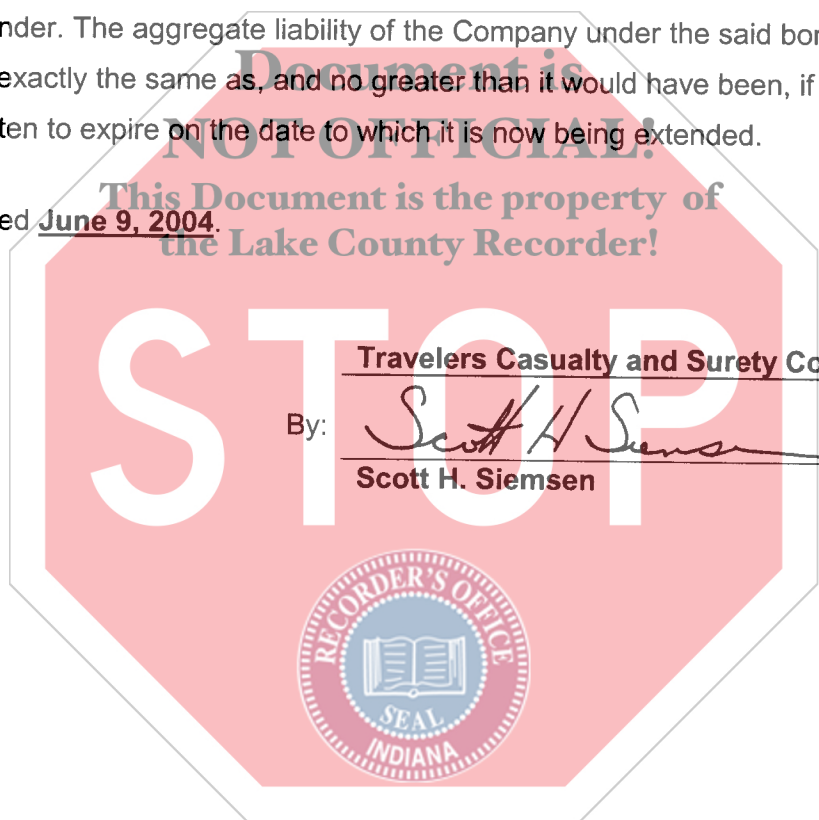 nder. The aggregate liability of the Company under the said bo
Document is
exactly the same as, and no greater than it would have been, if
ten to expire on the date to which it is now being extended.
NOT OFFICIAL!
This Document is the property of
ed June 9, 2004.
the Lake County Recorder!
STOP
Travelers Casualty and Surety Co
By: Scott H Siemsen
Scott H. Siemsen
RECORDER'S OFFICE
SEAL
INDIANA